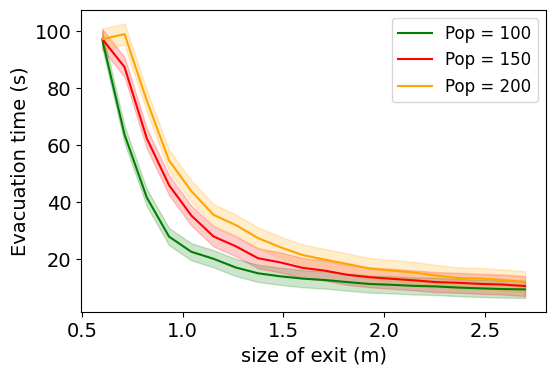 Pop = 100
Pop = 150
Pop = 200
Evacuation time (s)
100
80
60
40
20
0.5
1.0
1.5
2.0
2.5
size of exit (m)